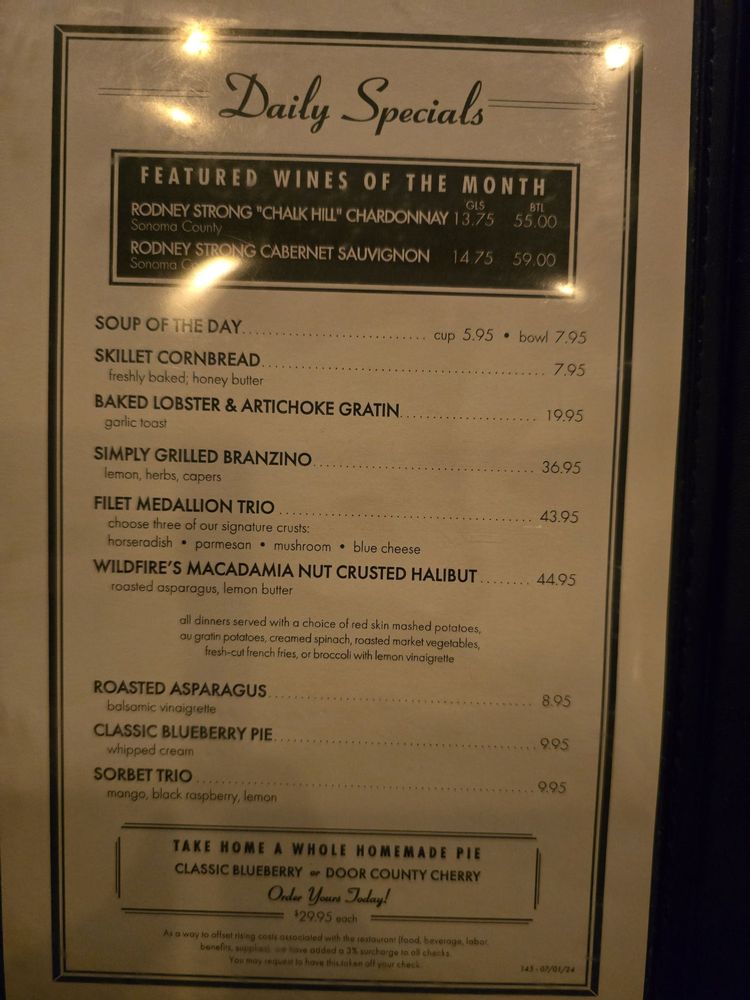 Daily Specials
FEATURED WINES OF THE MONTH
GLS BTL
RODNEY STRONG "CHALK HILL" CHARDONNAY 13.75 55.00
Sonoma County
RODNEY STRONG CABERNET SAUVIGNON 14.75 59.00
Sonoma
SOUP OF THE DAY........................ cup 5.95 • bowl 7.95
SKILLET CORNBREAD........................ 7.95
freshly baked; honey butter
BAKED LOBSTER & ARTICHOKE GRATIN........................ 19.95
garlic toast
SIMPLY GRILLED BRANZINO........................ 36.95
lemon, herbs, capers
FILET MEDALLION TRIO........................ 43.95
choose three of our signature crusts:
horseradish • parmesan • mushroom • blue cheese
WILDFIRE'S MACADAMIA NUT CRUSTED HALIBUT........ 44.95
roasted asparagus, lemon butter
all dinners served with a choice of red skin mashed potatoes,
au gratin potatoes, creamed spinach, roasted market vegetables,
fresh-cut french fries, or broccoli with lemon vinaigrette
ROASTED ASPARAGUS........................ 8.95
balsamic vinaigrette
CLASSIC BLUEBERRY PIE........................ 9.95
whipped cream
SORBET TRIO........................ 9.95
mango, black raspberry, lemon
TAKE HOME A WHOLE HOMEMADE PIE
CLASSIC BLUEBERRY or DOOR COUNTY CHERRY
Order Yours Today!
$29.95 each
As a way to offset rising costs associated with the restaurant (food, beverage, labor,
benefits, supplies), we have added a 3% surcharge to all checks.
You may request to have this taken off your check.
143 - 07/01/24